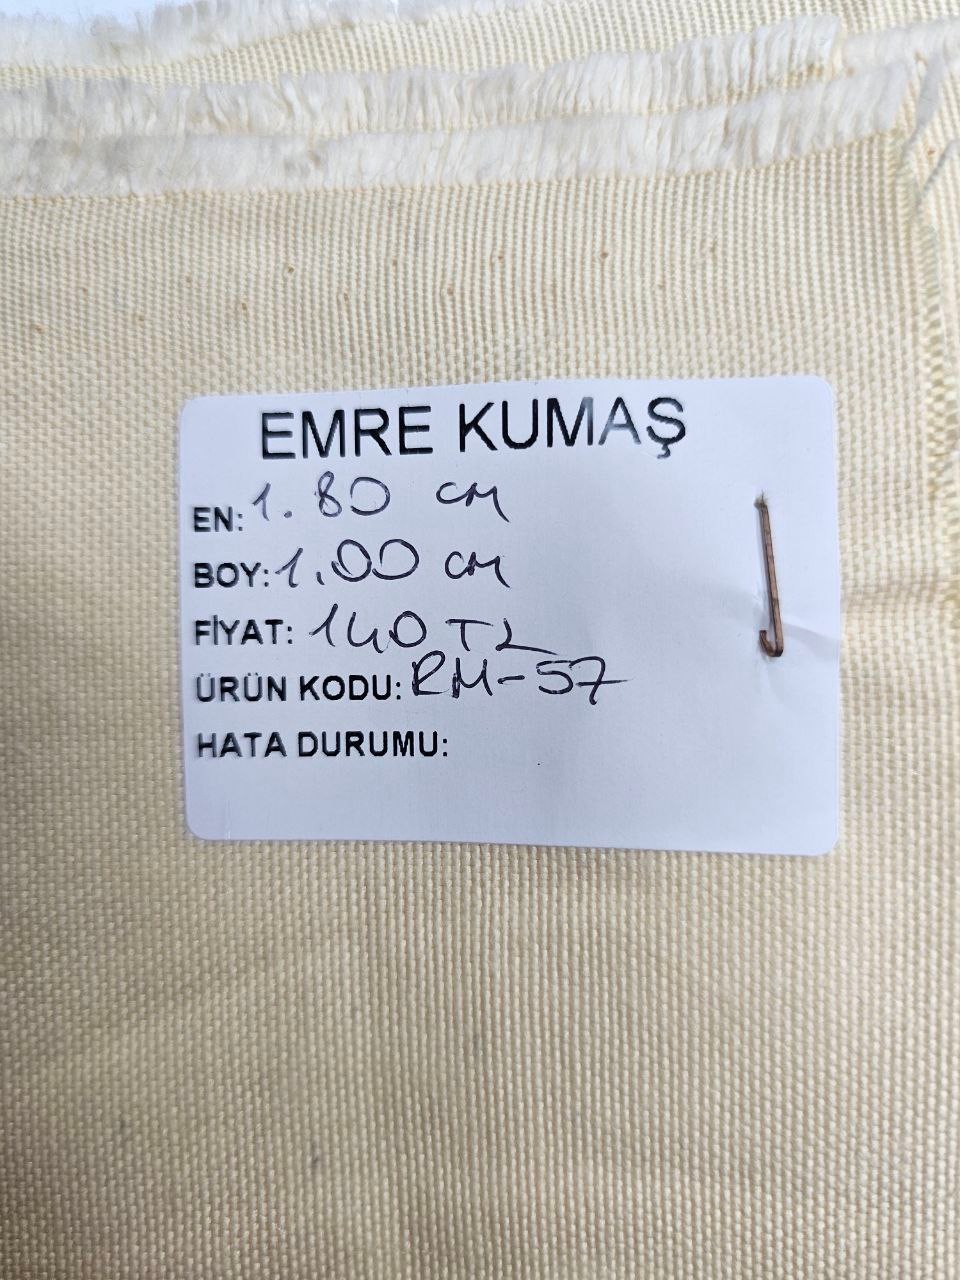 EMRE KUMAŞ
EN: 1.80 cm
BOY: 1.00 cm
FİYAT: 140 TL
ÜRÜN KODU: RM-57
HATA DURUMU: